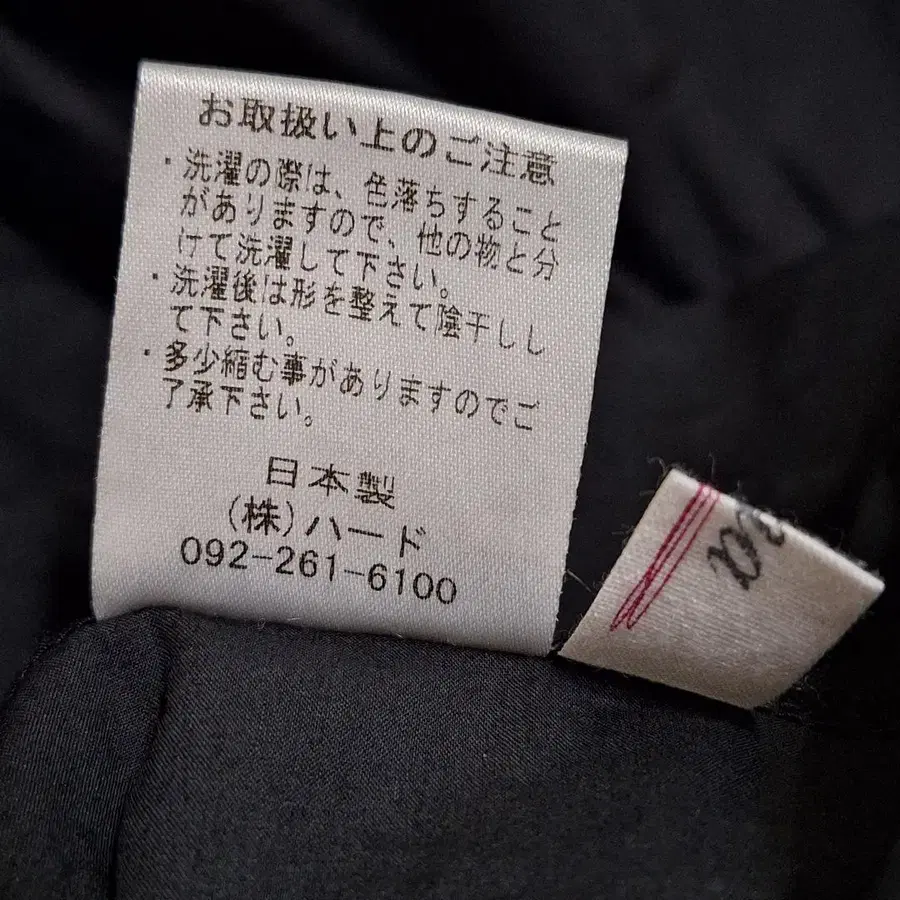 お取扱い上のご注意
・洗濯の際は、色落ちすること
がありますので、他の物と分
けて洗濯して下さい。
・洗濯後は形を整えて陰干しし
て下さい。
・多少縮む事がありますのでご
了承下さい。
日本製
(株)ハード
092-261-6100